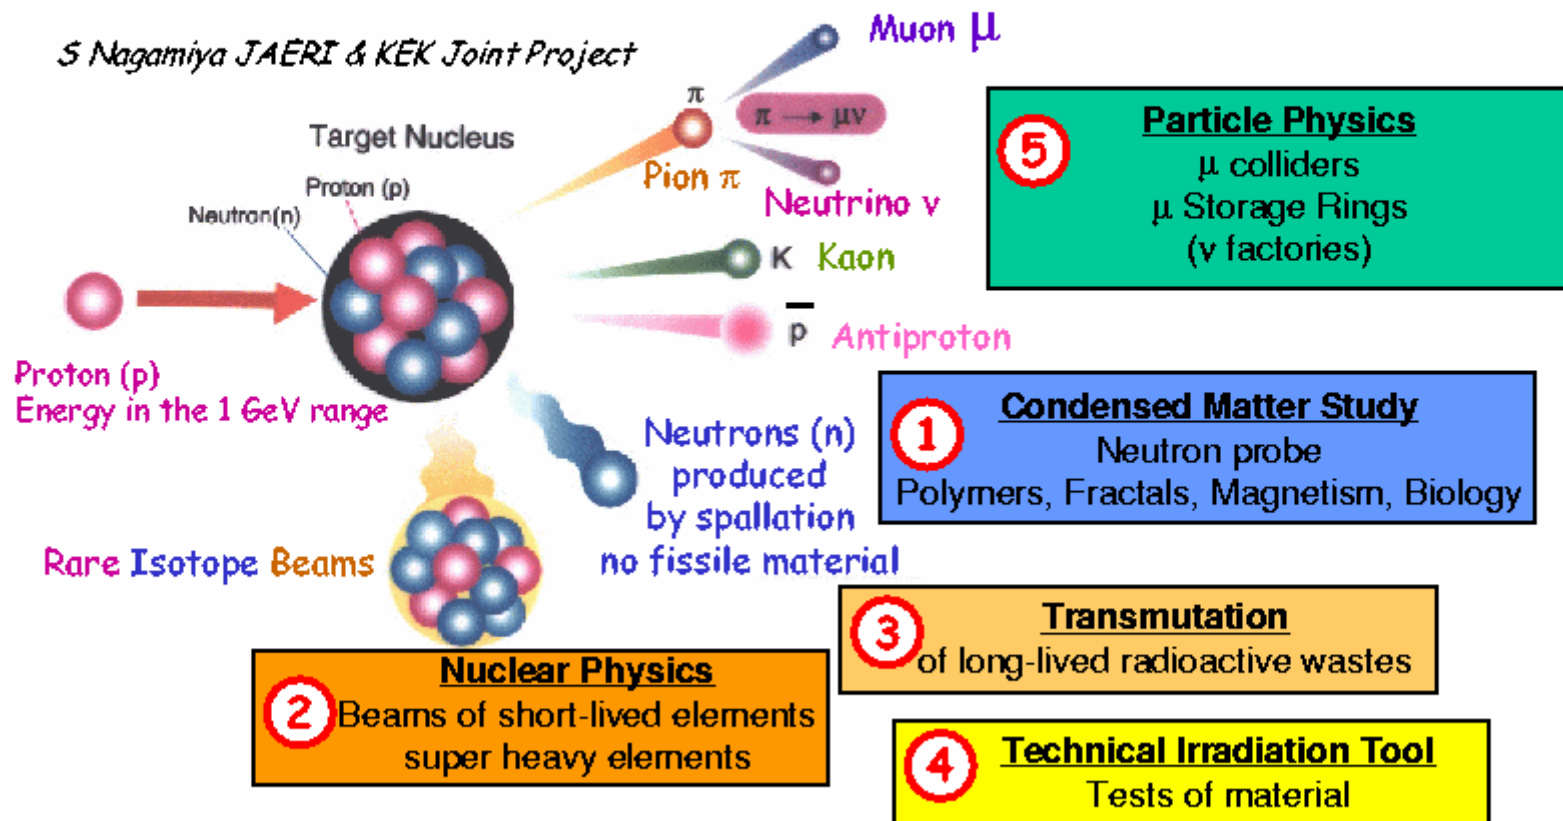 S Nagamiya JAERI & KEK Joint Project
Muon μ
π
π → μν
Target Nucleus
Pion π
Neutrino ν
Proton (p)
Neutron(n)
K Kaon
p̄ Antiproton
Proton (p)
Energy in the 1 GeV range
5
Particle Physics
μ colliders
μ Storage Rings
(ν factories)
1
Condensed Matter Study
Neutron probe
Polymers, Fractals, Magnetism, Biology
Neutrons (n)
produced
by spallation
no fissile material
Rare Isotope Beams
3
Transmutation
of long-lived radioactive wastes
2
Nuclear Physics
Beams of short-lived elements
super heavy elements
4
Technical Irradiation Tool
Tests of material